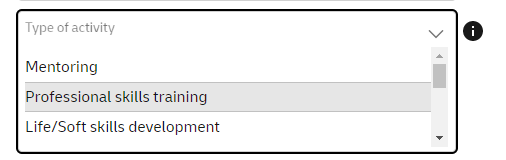 Type of activity
Mentoring
Professional skills training
Life/Soft skills development